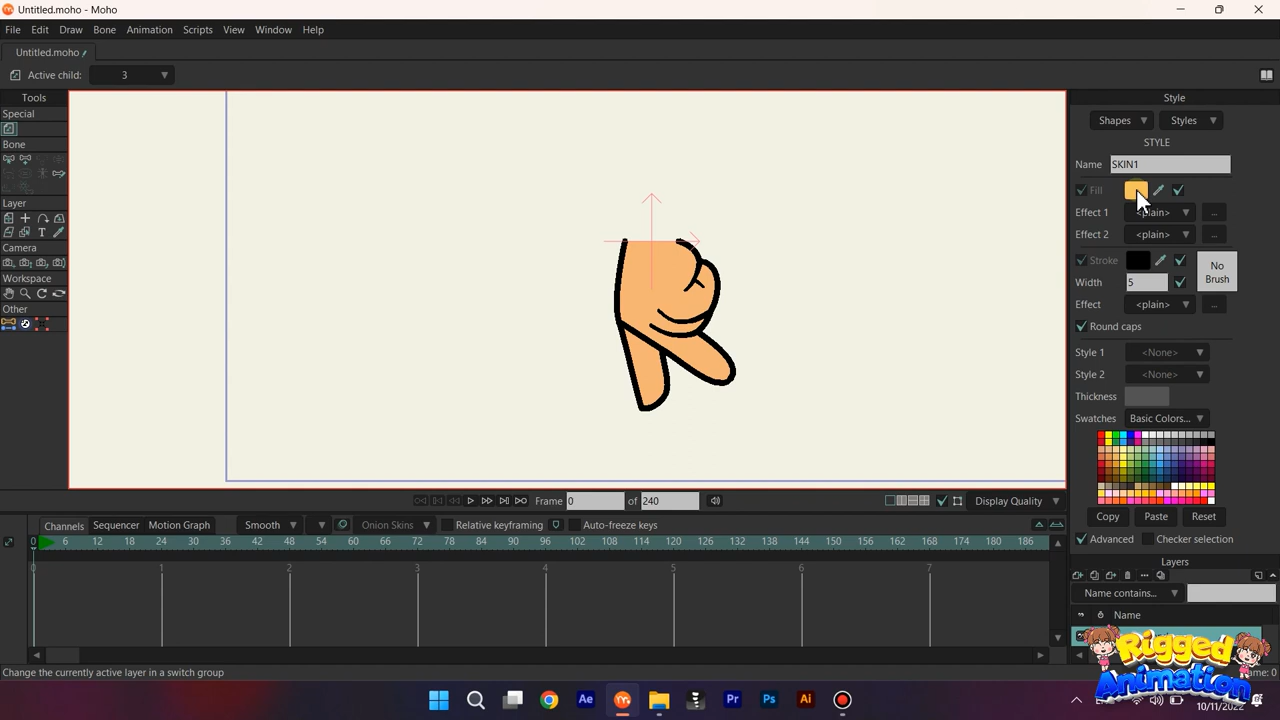 Untitled.moho - Moho
File Edit Draw Bone Animation Scripts View Window Help
Untitled.moho
Active child: 3
Tools
Special
Bone
Layer
Camera
Workspace
Other
Style
Shapes Styles
STYLE
Name SKIN1
Fill
Effect 1 <plain> ...
Effect 2 <plain> ...
Stroke
No Brush
Width 5
Effect <plain> ...
Round caps
Style 1 <None>
Style 2 <None>
Thickness
Swatches Basic Colors...
Copy Paste Reset
Advanced Checker selection
Layers
Name contains...
Name
Frame 0 of 240 Display Quality
Channels Sequencer Motion Graph Smooth Onion Skins Relative keyframing Auto-freeze keys
0 6 12 18 24 30 36 42 48 54 60 66 72 78 84 90 96 102 108 114 120 126 132 138 144 150 156 162 168 174 180 186
0 1 2 3 4 5 6 7
Change the currently active layer in a switch group
Rigged
Animation
10/11/2022